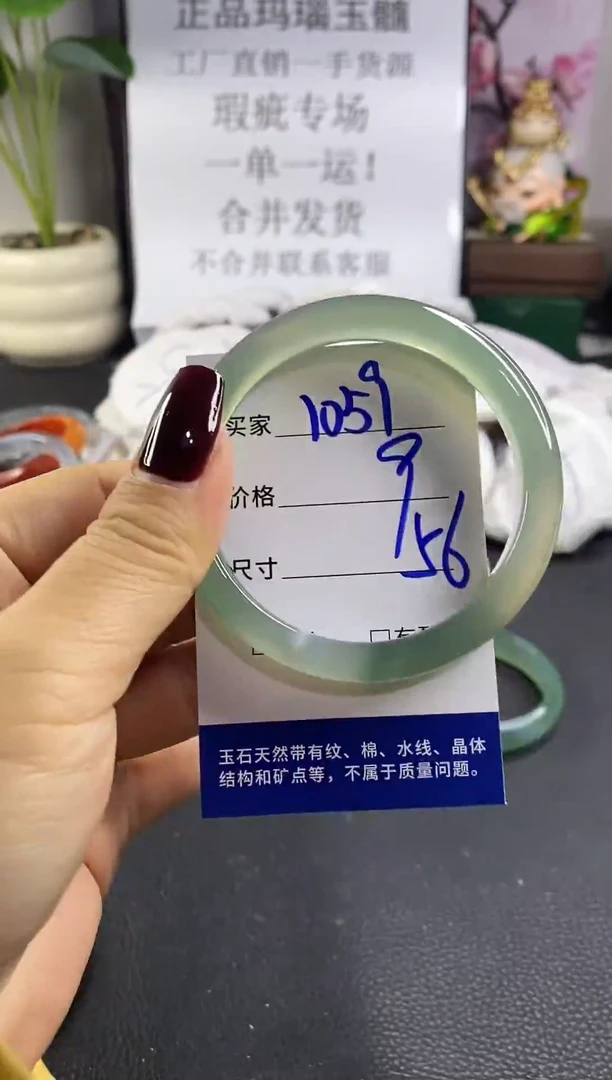 正品玛瑙玉髓
工厂直销一手货源
瑕疵专场
一单一运！
合并发货
不合并联系客服
买家 1059
价格 9
尺寸 56
玉石天然带有纹、棉、水线、晶体
结构和矿点等，不属于质量问题。